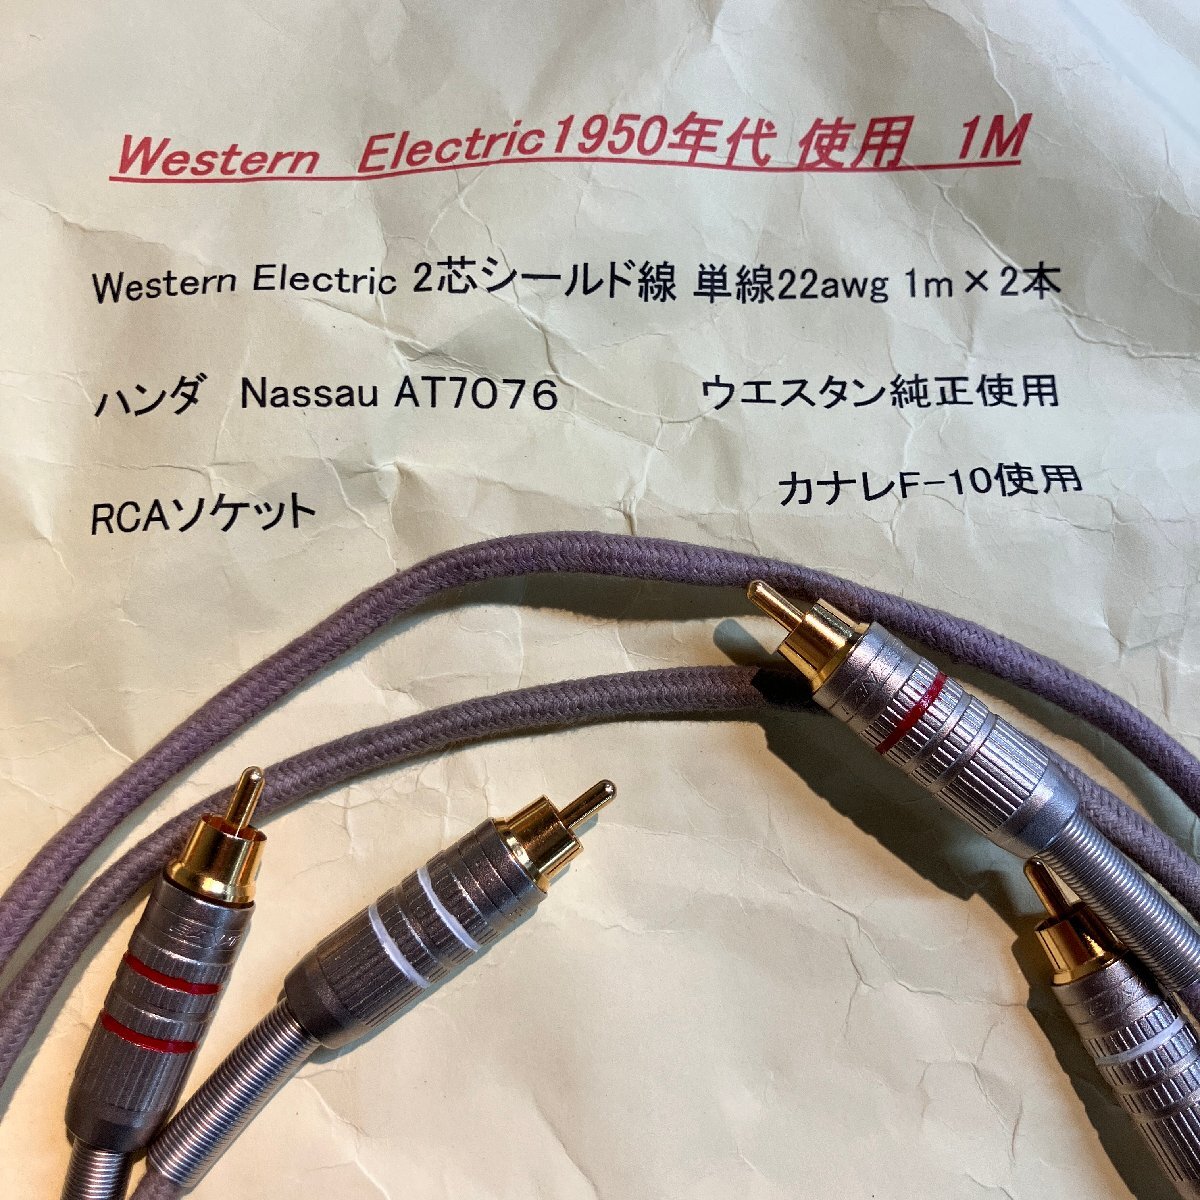 Western Electric1950年代 使用 1M
Western Electric 2芯シールド線 単線22awg 1m×2本
ハンダ Nassau AT7076 ウエスタン純正使用
RCAソケット カナレF-10使用